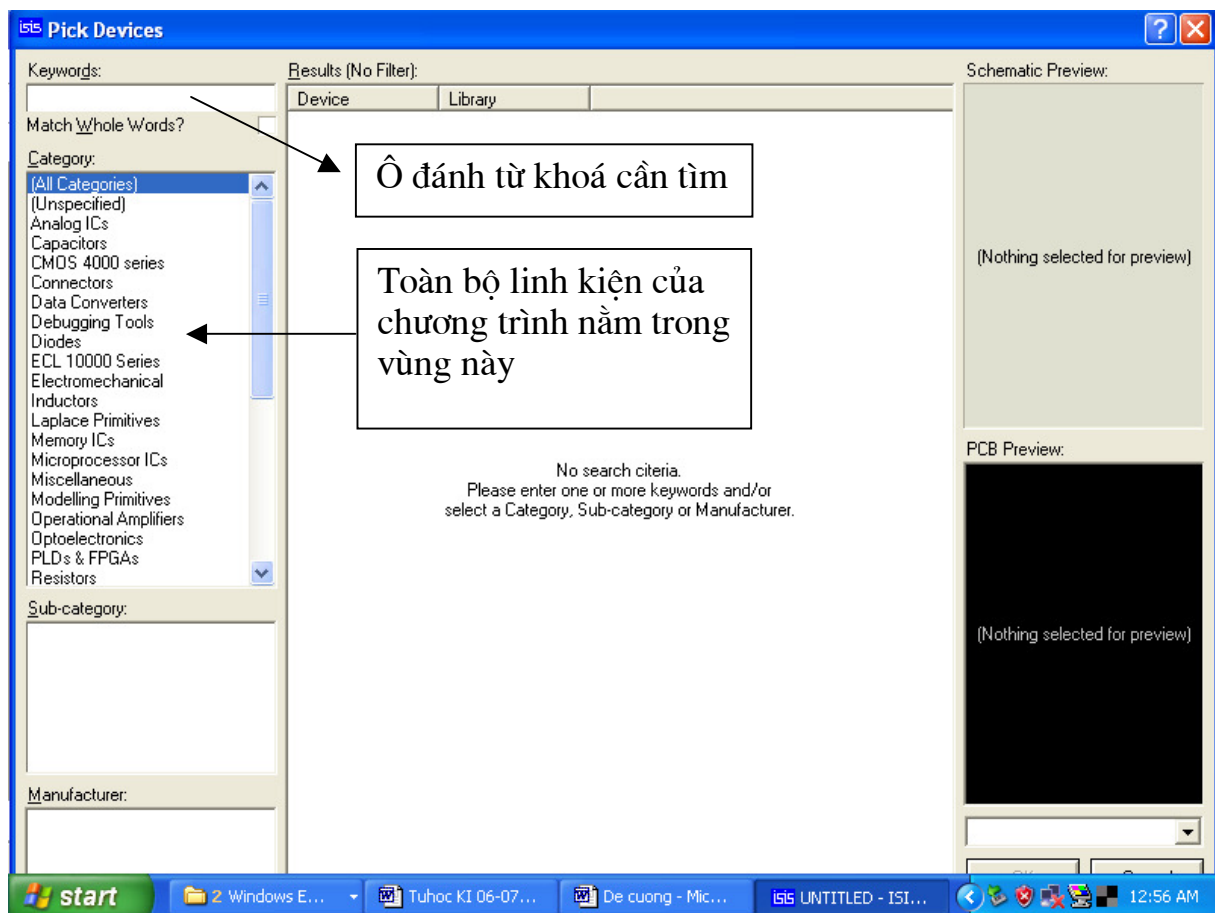 isis Pick Devices
Keywords:
Match Whole Words?
Category:
(All Categories)
(Unspecified)
Analog ICs
Capacitors
CMOS 4000 series
Connectors
Data Converters
Debugging Tools
Diodes
ECL 10000 Series
Electromechanical
Inductors
Laplace Primitives
Memory ICs
Microprocessor ICs
Miscellaneous
Modelling Primitives
Operational Amplifiers
Optoelectronics
PLDs & FPGAs
Resistors
Sub-category:
Manufacturer:
Results (No Filter):
Device Library
Ô đánh từ khoá cần tìm
Toàn bộ linh kiện của
chương trình nằm trong
vùng này
No search citeria.
Please enter one or more keywords and/or
select a Category, Sub-category or Manufacturer.
Schematic Preview:
(Nothing selected for preview)
PCB Preview:
(Nothing selected for preview)
start 2 Windows E... Tuhoc KI 06-07... De cuong - Mic... isis UNTITLED - ISI... 12:56 AM